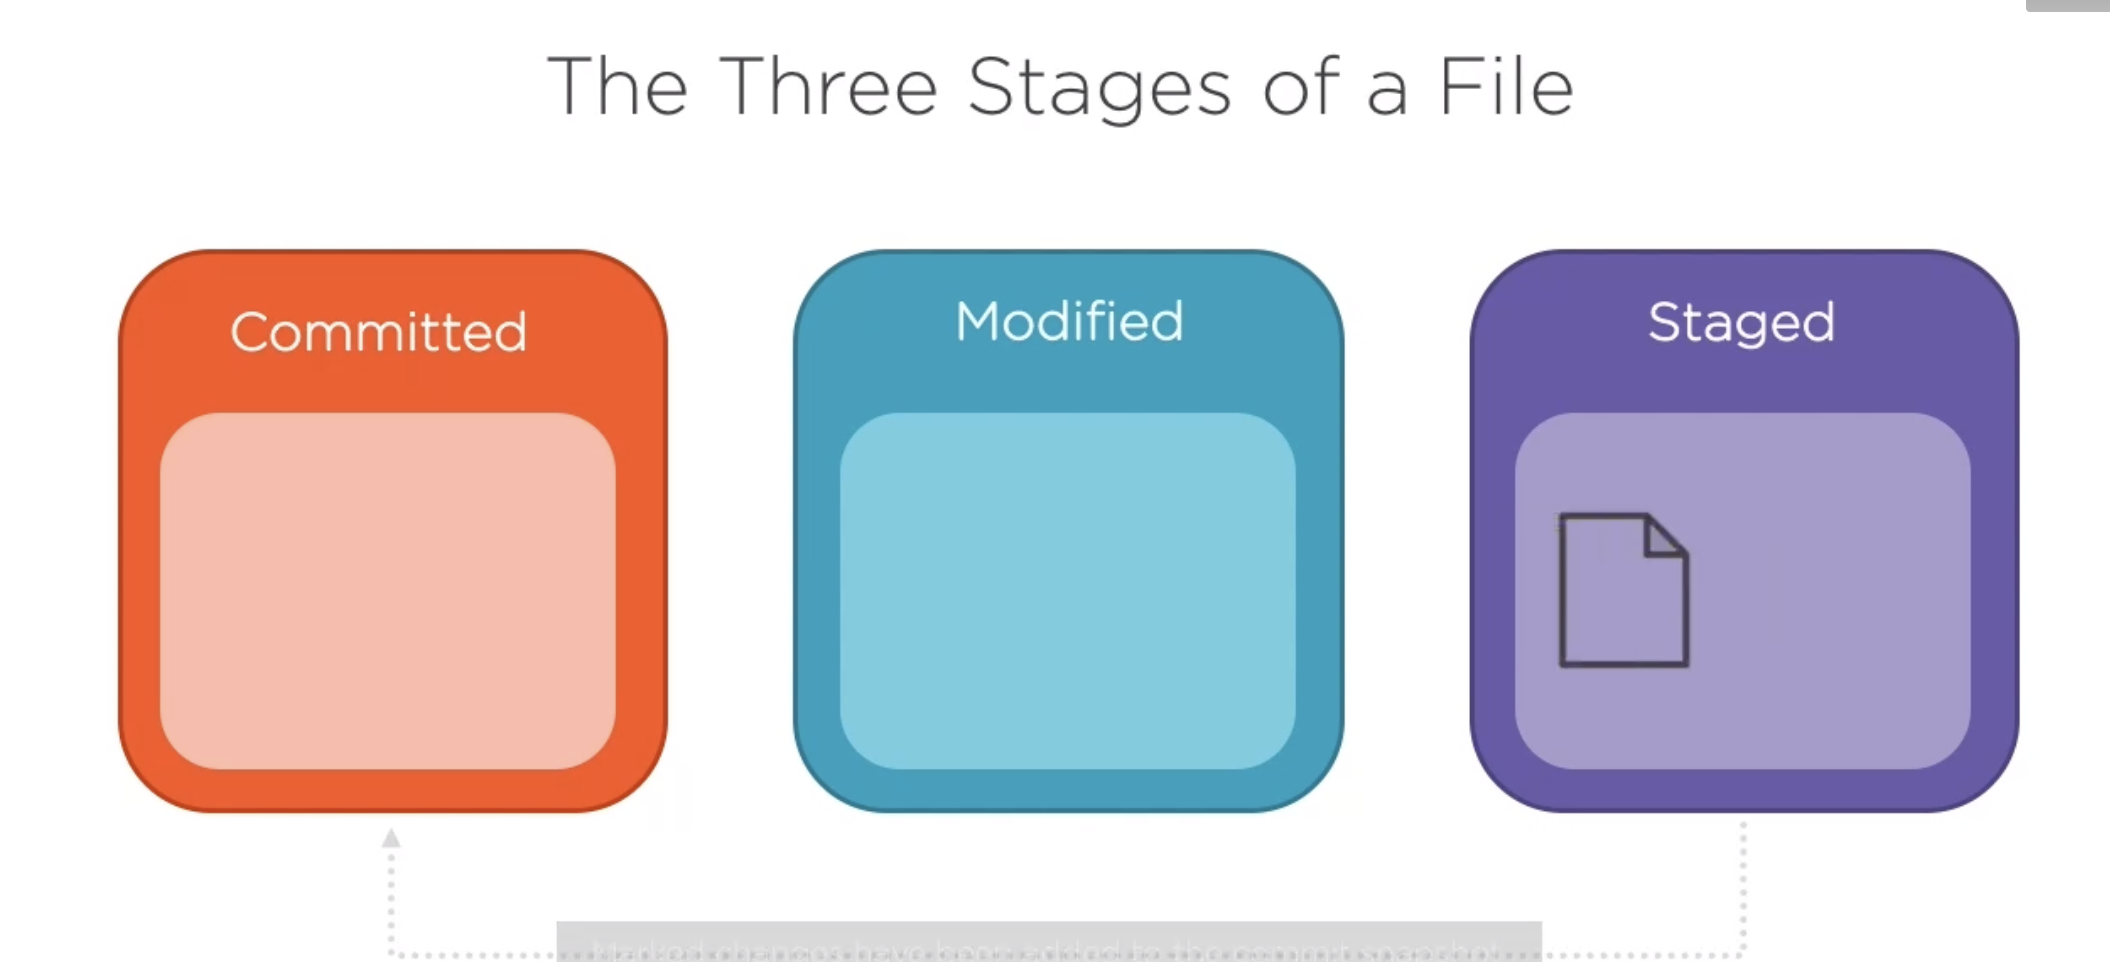 The Three Stages of a File
Committed
Modified
Staged
Marked changes have been added to the commit snapshot